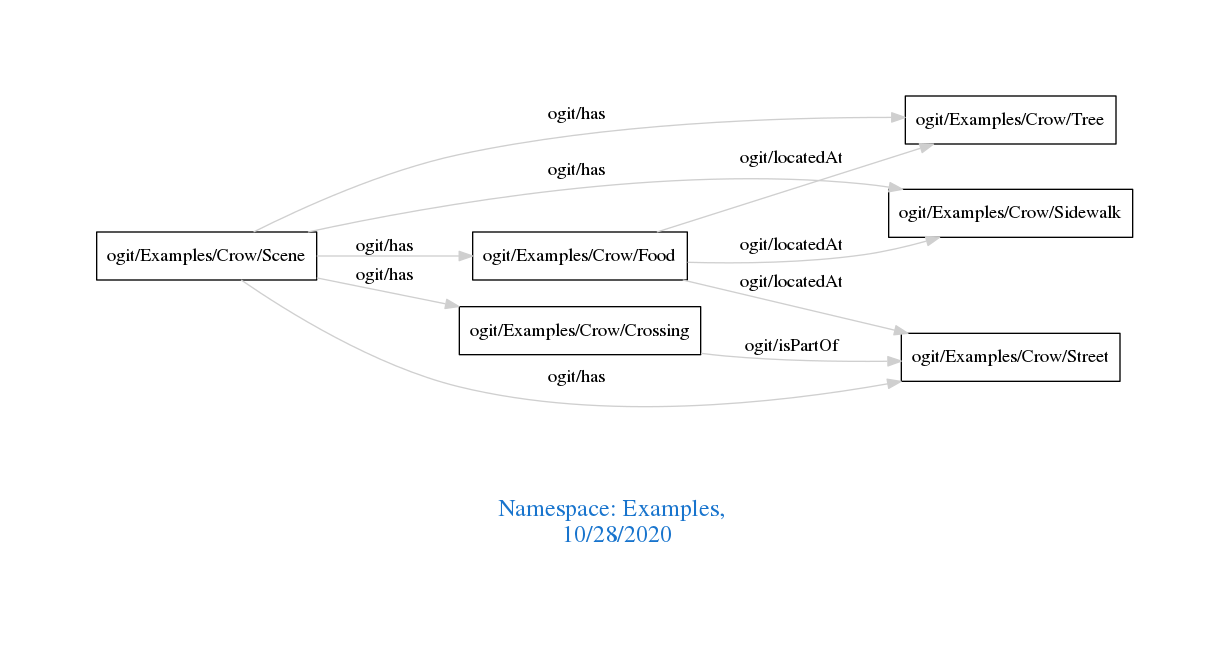 ogit/has
ogit/Examples/Crow/Tree
ogit/locatedAt
ogit/has
ogit/Examples/Crow/Sidewalk
ogit/Examples/Crow/Scene
ogit/has
ogit/Examples/Crow/Food
ogit/locatedAt
ogit/has
ogit/locatedAt
ogit/Examples/Crow/Crossing
ogit/isPartOf
ogit/Examples/Crow/Street
ogit/has
Namespace: Examples,
10/28/2020